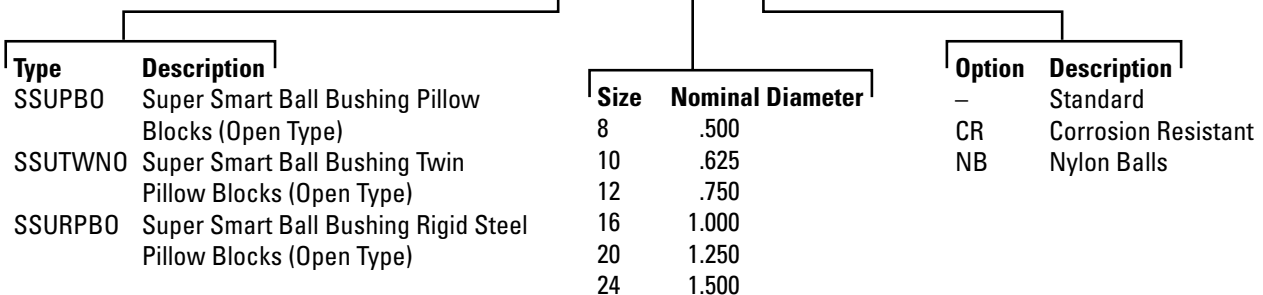 Type Description
SSUPBO Super Smart Ball Bushing Pillow
Blocks (Open Type)
SSUTWNO Super Smart Ball Bushing Twin
Pillow Blocks (Open Type)
SSURPBO Super Smart Ball Bushing Rigid Steel
Pillow Blocks (Open Type)
Size Nominal Diameter
8 .500
10 .625
12 .750
16 1.000
20 1.250
24 1.500
Option Description
– Standard
CR Corrosion Resistant
NB Nylon Balls